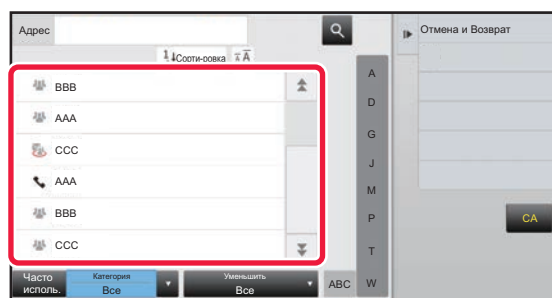 Адрес
Отмена и Возврат
Сорти-ровка
BBB
AAA
CCC
AAA
BBB
CCC
A
D
G
J
M
P
T
W
CA
Часто
исполь.
Категория
Все
Уменьшить
Все
ABC